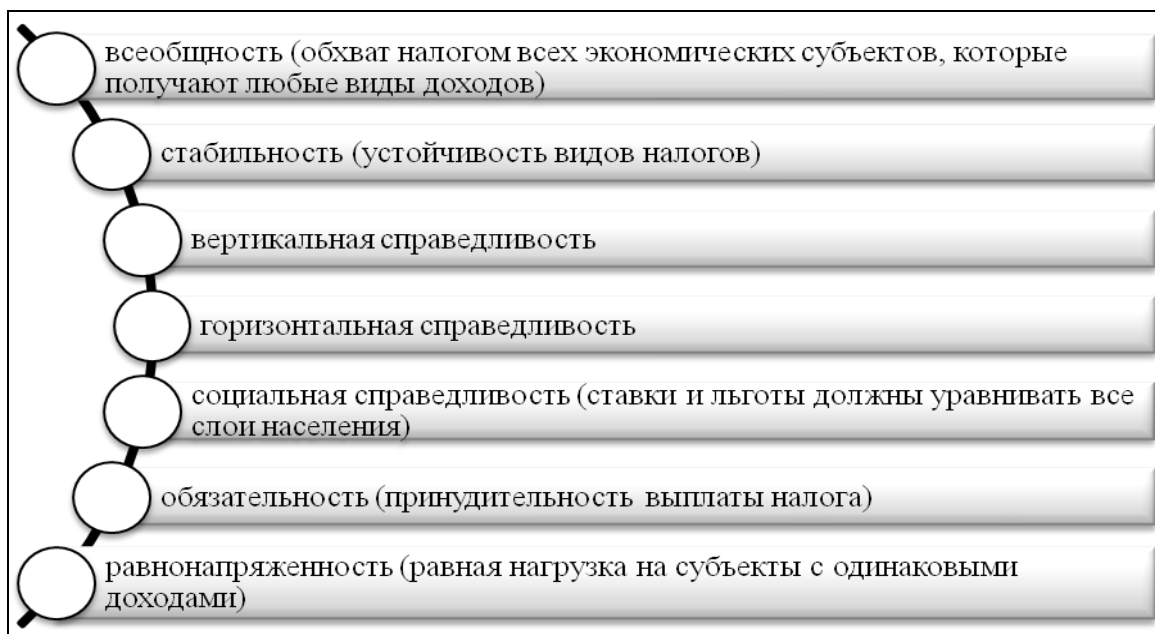 всеобщность (обхват налогом всех экономических субъектов, которые
получают любые виды доходов)
стабильность (устойчивость видов налогов)
вертикальная справедливость
горизонтальная справедливость
социальная справедливость (ставки и льготы должны уравнивать все
слои населения)
обязательность (принудительность выплаты налога)
равнонапряженность (равная нагрузка на субъекты с одинаковыми
доходами)